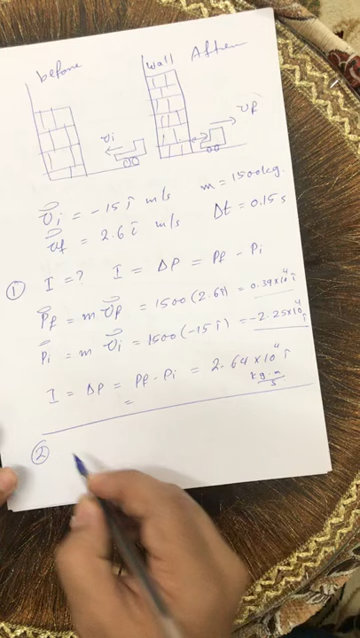 before
wall After
vi
vf
v⃗i = -15 î m/s m = 1500 kg.
v⃗f = 2.6 î m/s Δt = 0.15 s
① I = ? I = ΔP = Pf - Pi
P⃗f = m v⃗f = 1500 (2.6î) = 0.39 x 10⁴ î
P⃗i = m v⃗i = 1500 (-15 î) = -2.25 x 10⁴ î
I = ΔP = Pf - Pi = 2.64 x 10⁴ î
kg.m/s
②